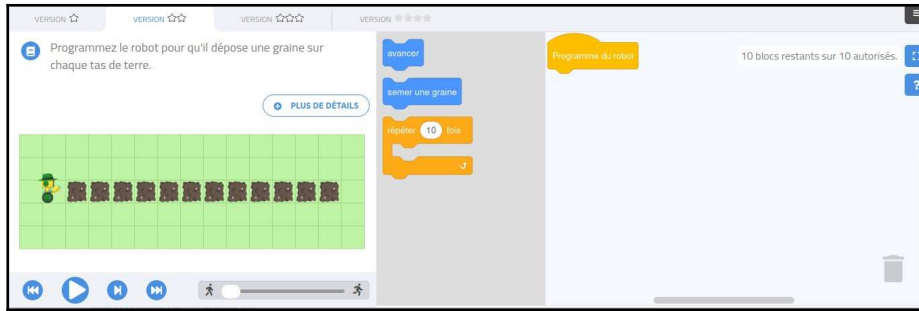 VERSION
VERSION
VERSION
VERSION
Programmez le robot pour qu'il dépose une graine sur
chaque tas de terre.
PLUS DE DÉTAILS
avancer
semer une graine
répéter 10 fois
Programme du robot
10 blocs restants sur 10 autorisés.
?